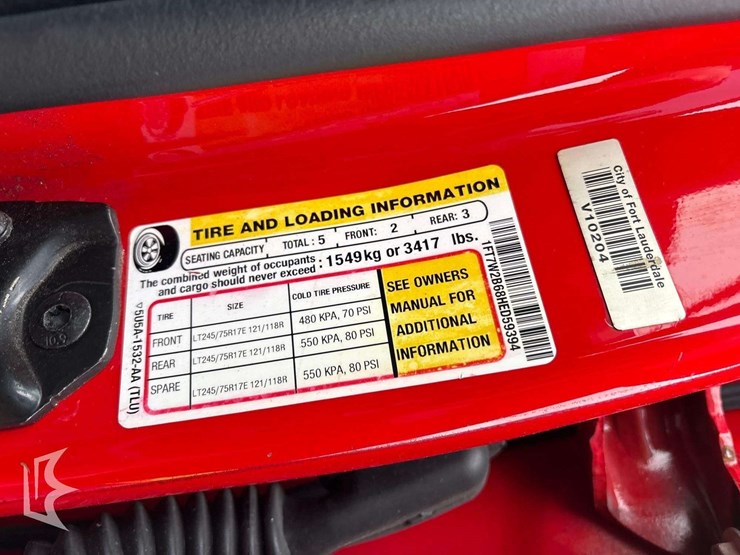 TIRE AND LOADING INFORMATION
SEATING CAPACITY TOTAL: 5 FRONT: 2 REAR: 3
The combined weight of occupants and cargo should never exceed: 1549kg or 3417 lbs.
TIRE SIZE COLD TIRE PRESSURE
FRONT LT245/75R17E 121/118R 480 KPA, 70 PSI
REAR LT245/75R17E 121/118R 550 KPA, 80 PSI
SPARE LT245/75R17E 121/118R 550 KPA, 80 PSI
SEE OWNERS
MANUAL FOR
ADDITIONAL
INFORMATION
5U5A-1532-AA (TLU)
1FT7W2B68HED59394
City of Fort Lauderdale
V10204
10.9